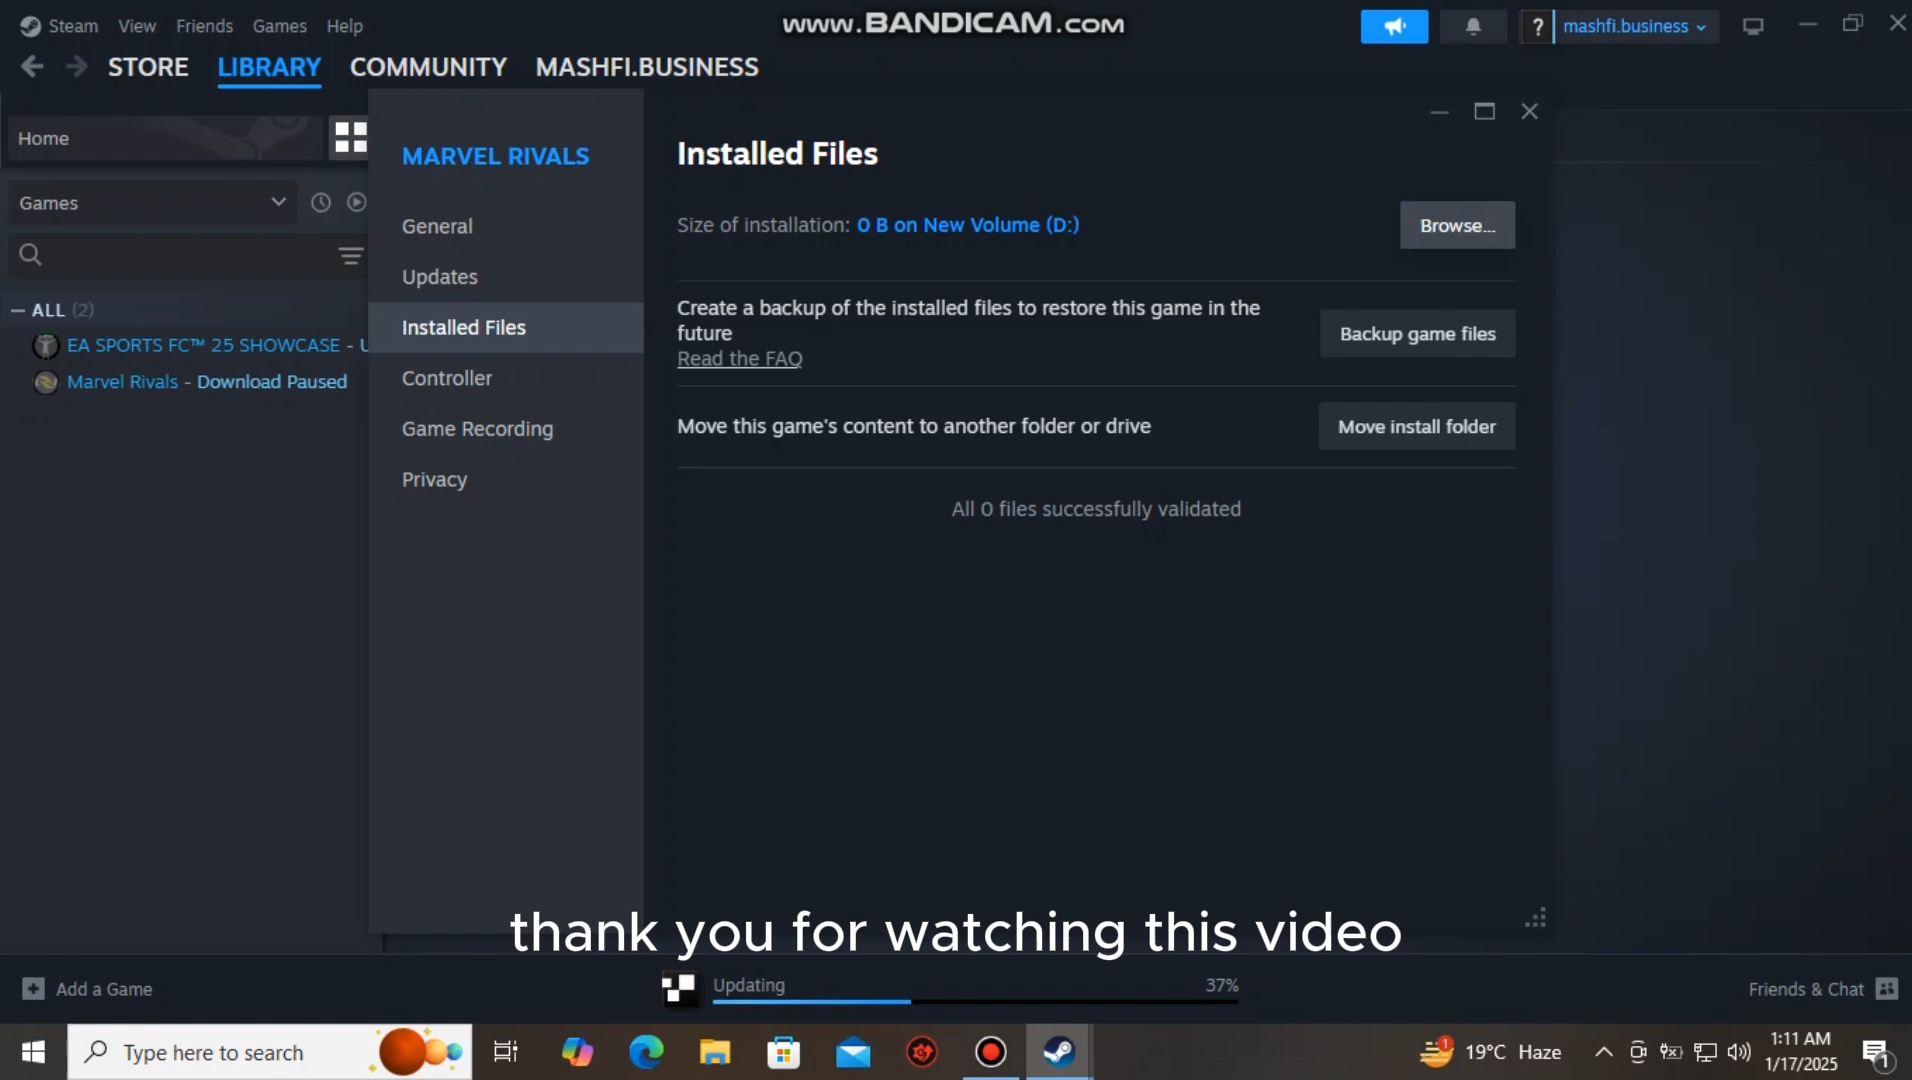 Steam View Friends Games Help
www.BANDICAM.com
? mashfi.business
STORE LIBRARY COMMUNITY MASHFI.BUSINESS
Home
MARVEL RIVALS
Installed Files
Games
General
Size of installation: 0 B on New Volume (D:)
Browse...
Updates
Create a backup of the installed files to restore this game in the
future
Read the FAQ
Backup game files
ALL (2)
Installed Files
EA SPORTS FC™ 25 SHOWCASE - U
Marvel Rivals - Download Paused
Controller
Game Recording
Move this game's content to another folder or drive
Move install folder
Privacy
All 0 files successfully validated
thank you for watching this video
Add a Game
Updating 37%
Friends & Chat
Type here to search
1
19°C Haze
1:11 AM
1/17/2025
1